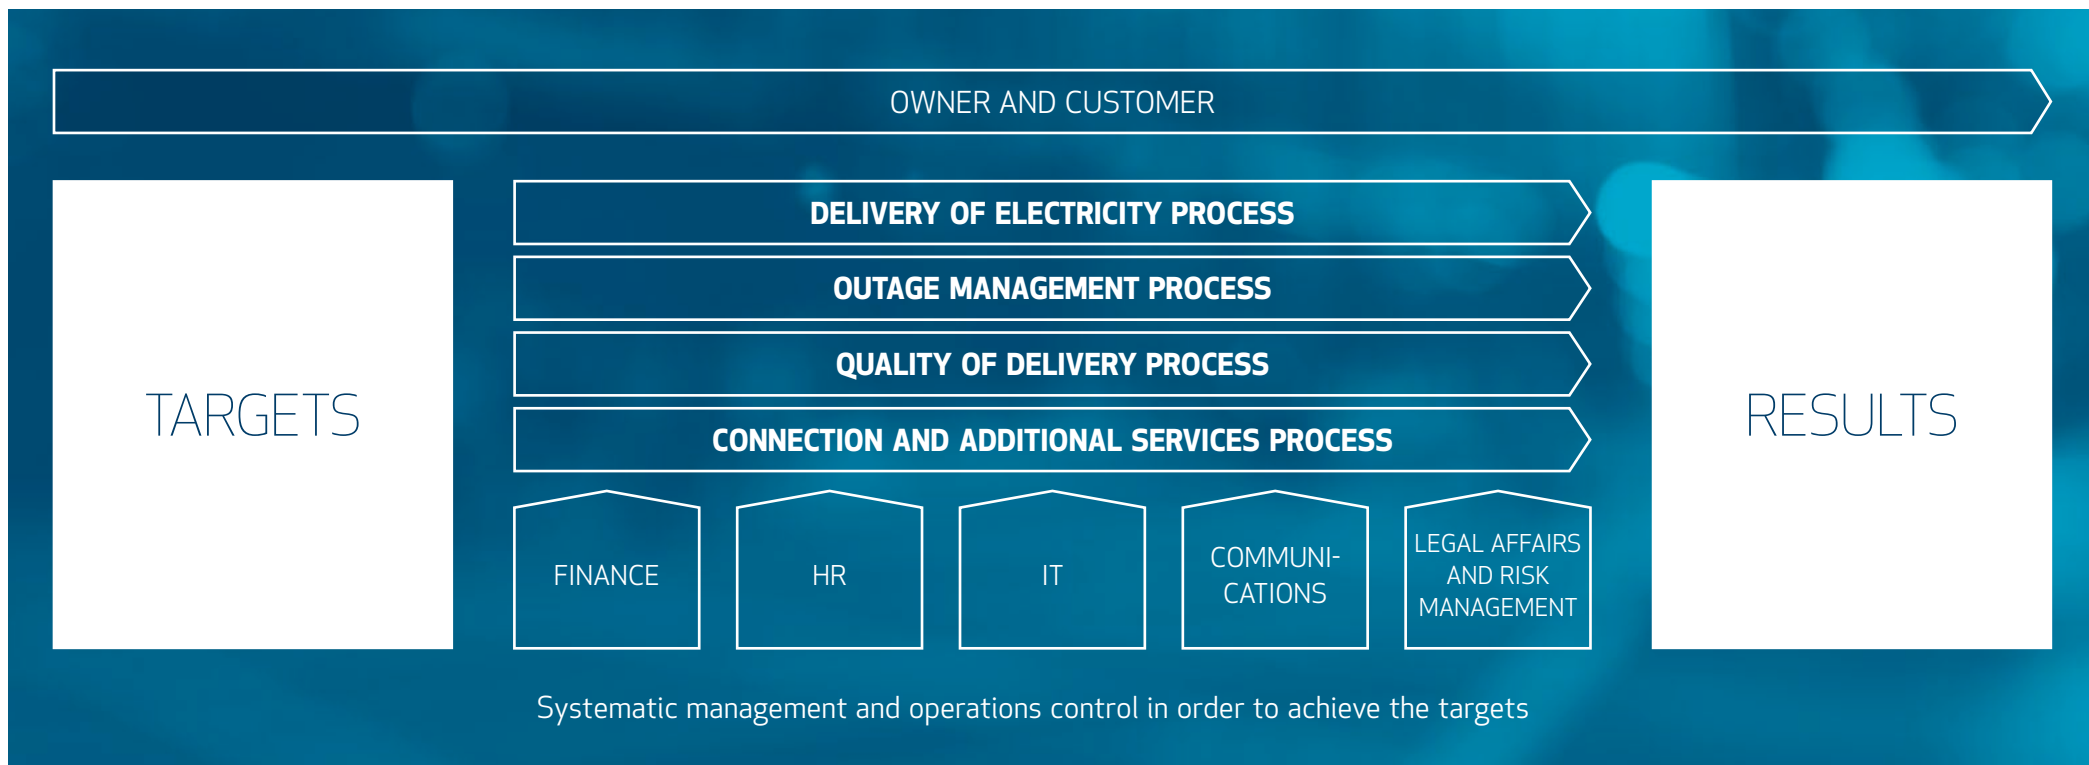 OWNER AND CUSTOMER
TARGETS
DELIVERY OF ELECTRICITY PROCESS
OUTAGE MANAGEMENT PROCESS
QUALITY OF DELIVERY PROCESS
CONNECTION AND ADDITIONAL SERVICES PROCESS
FINANCE
HR
IT
COMMUNI-
CATIONS
LEGAL AFFAIRS
AND RISK
MANAGEMENT
RESULTS
Systematic management and operations control in order to achieve the targets